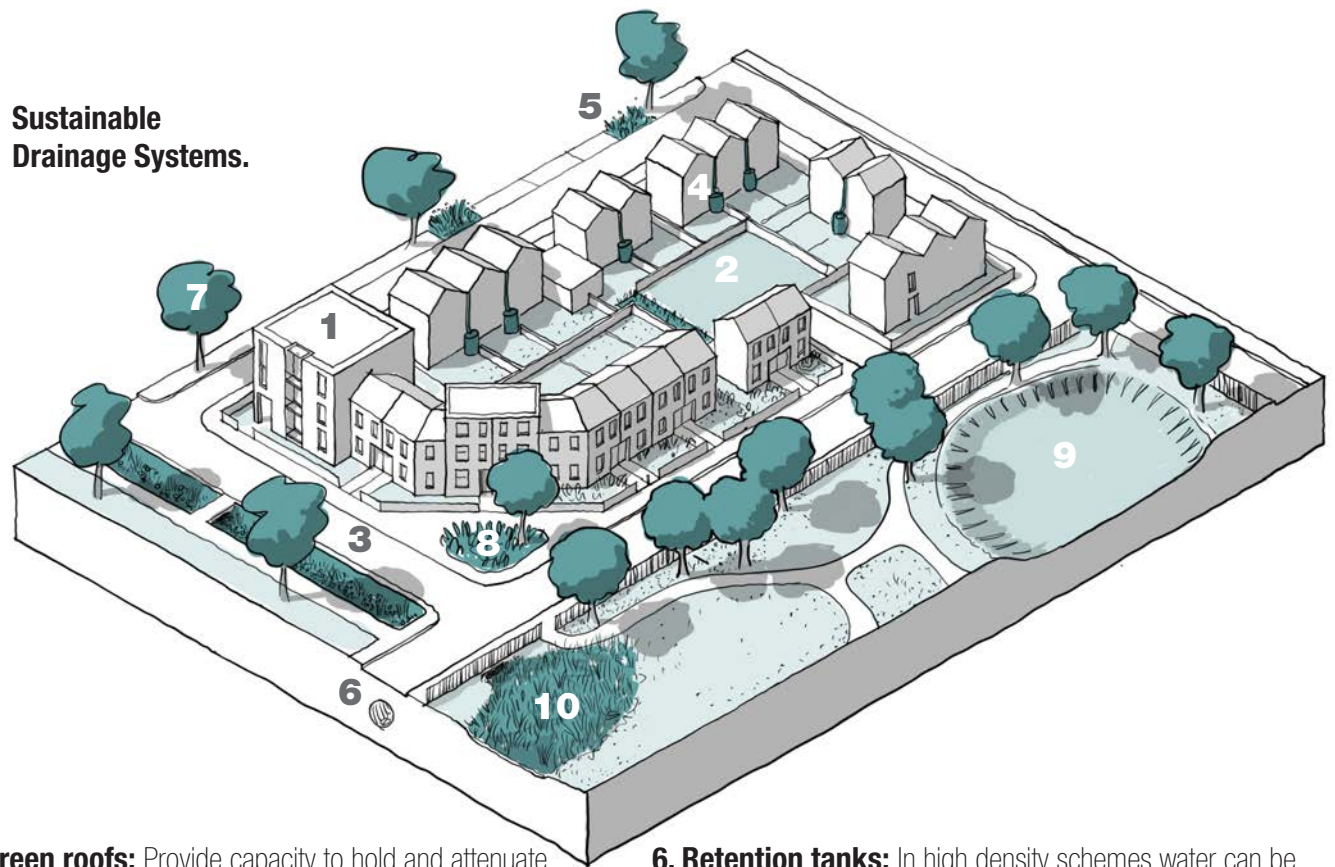 Sustainable
Drainage Systems.
5
4
2
7
1
9
3
8
6
10
reen roofs: Provide capacity to hold and attenuate
6. Retention tanks: In high density schemes water can be